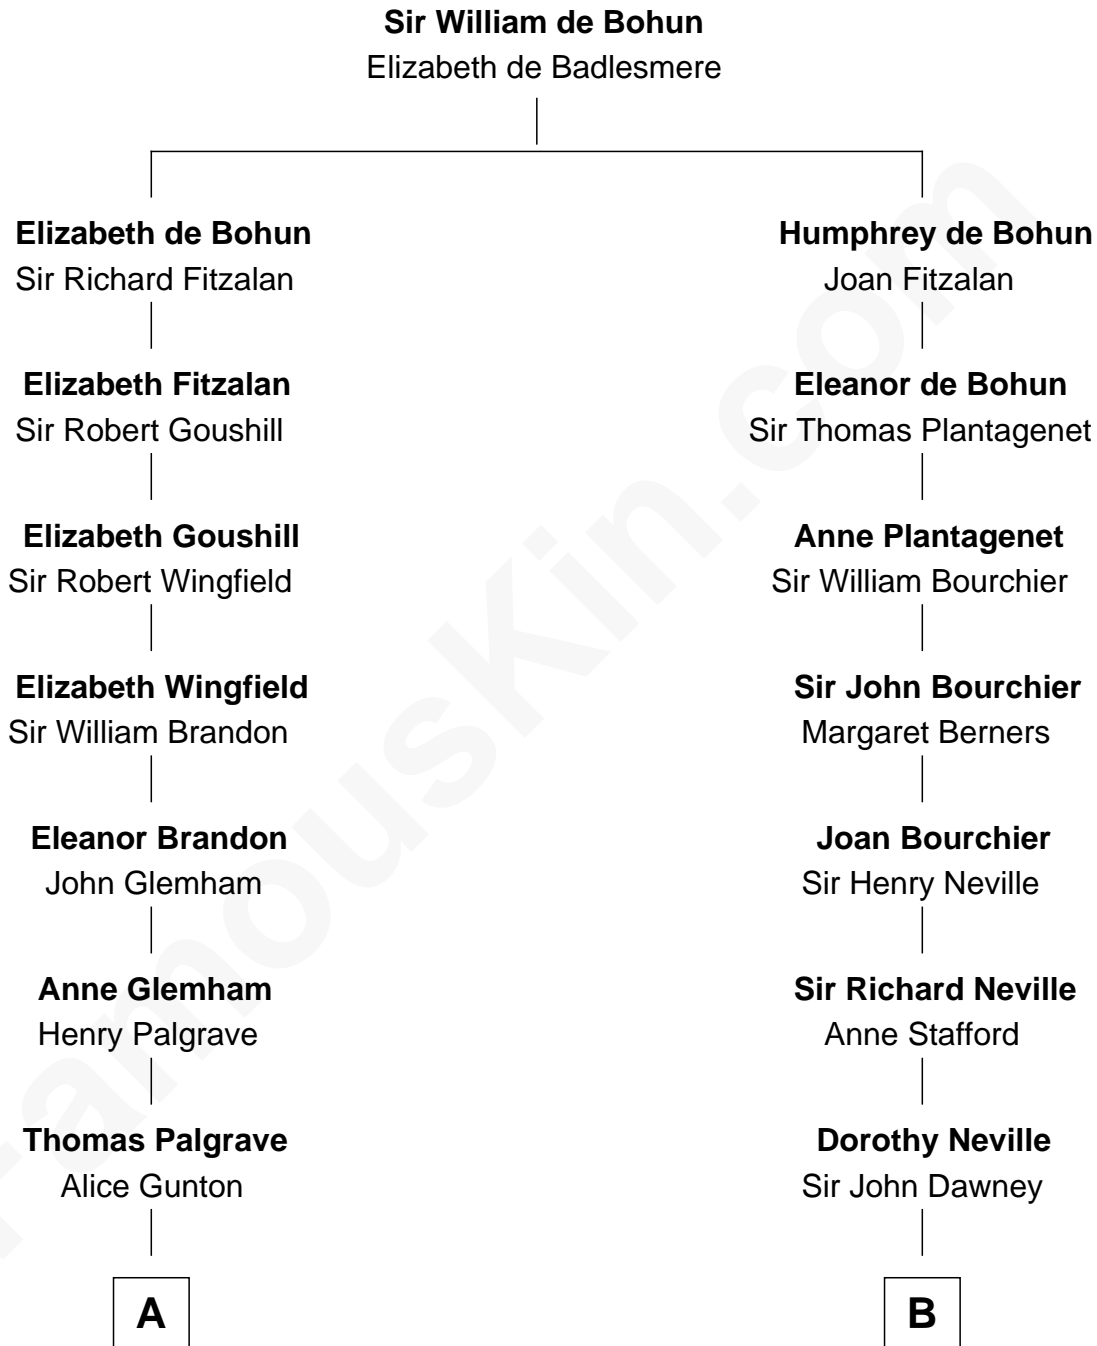 Sir William de Bohun
Elizabeth de Badlesmere
Elizabeth de Bohun
Sir Richard Fitzalan
Humphrey de Bohun
Joan Fitzalan
Elizabeth Fitzalan
Sir Robert Goushill
Eleanor de Bohun
Sir Thomas Plantagenet
Elizabeth Goushill
Sir Robert Wingfield
Anne Plantagenet
Sir William Bourchier
Elizabeth Wingfield
Sir William Brandon
Sir John Bourchier
Margaret Berners
Eleanor Brandon
John Glemham
Joan Bourchier
Sir Henry Neville
Anne Glemham
Henry Palgrave
Sir Richard Neville
Anne Stafford
Thomas Palgrave
Alice Gunton
Dorothy Neville
Sir John Dawney
A
B
FamousKin.com